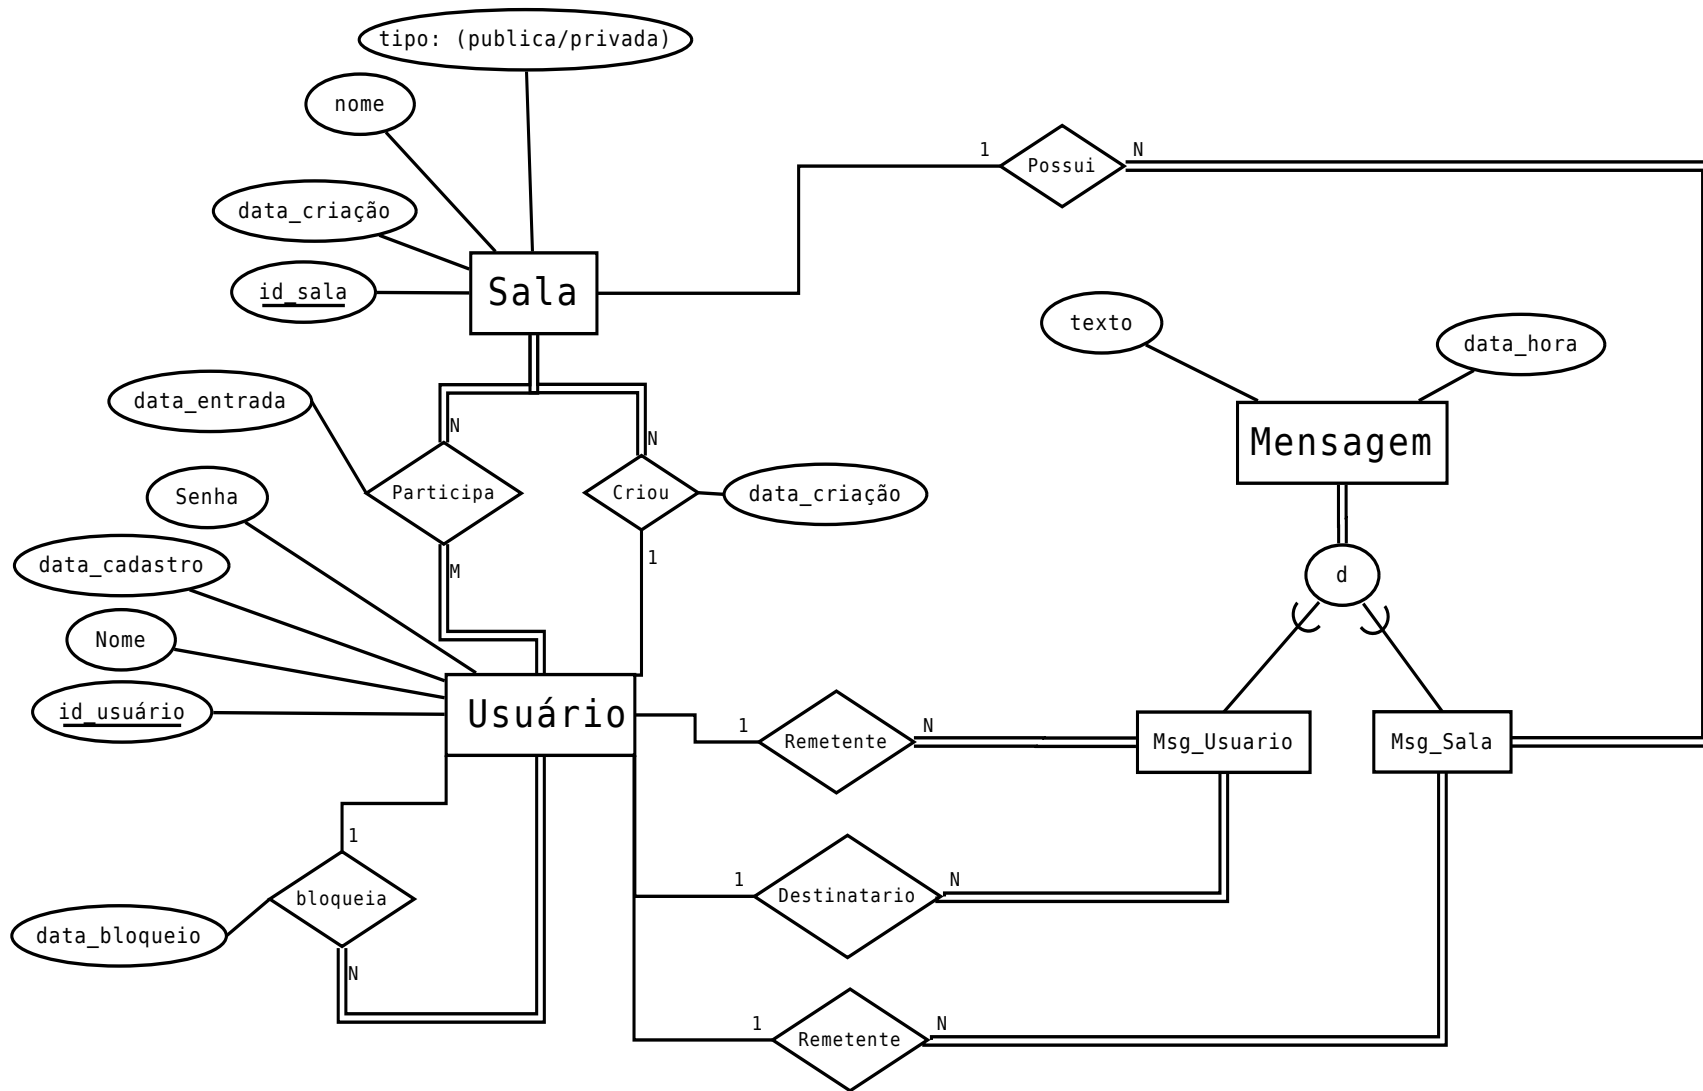 tipo: (publica/privada)
nome
1
N
Possui
data_criação
id_sala
Sala
texto
data_hora
data_entrada
N
N
Mensagem
Senha
Participa
Criou
data_criação
data_cadastro
M
1
d
Nome
id_usuário
Usuário
1
N
Remetente
Msg_Usuario
Msg_Sala
1
bloqueia
1
N
Destinatario
data_bloqueio
N
1
N
Remetente